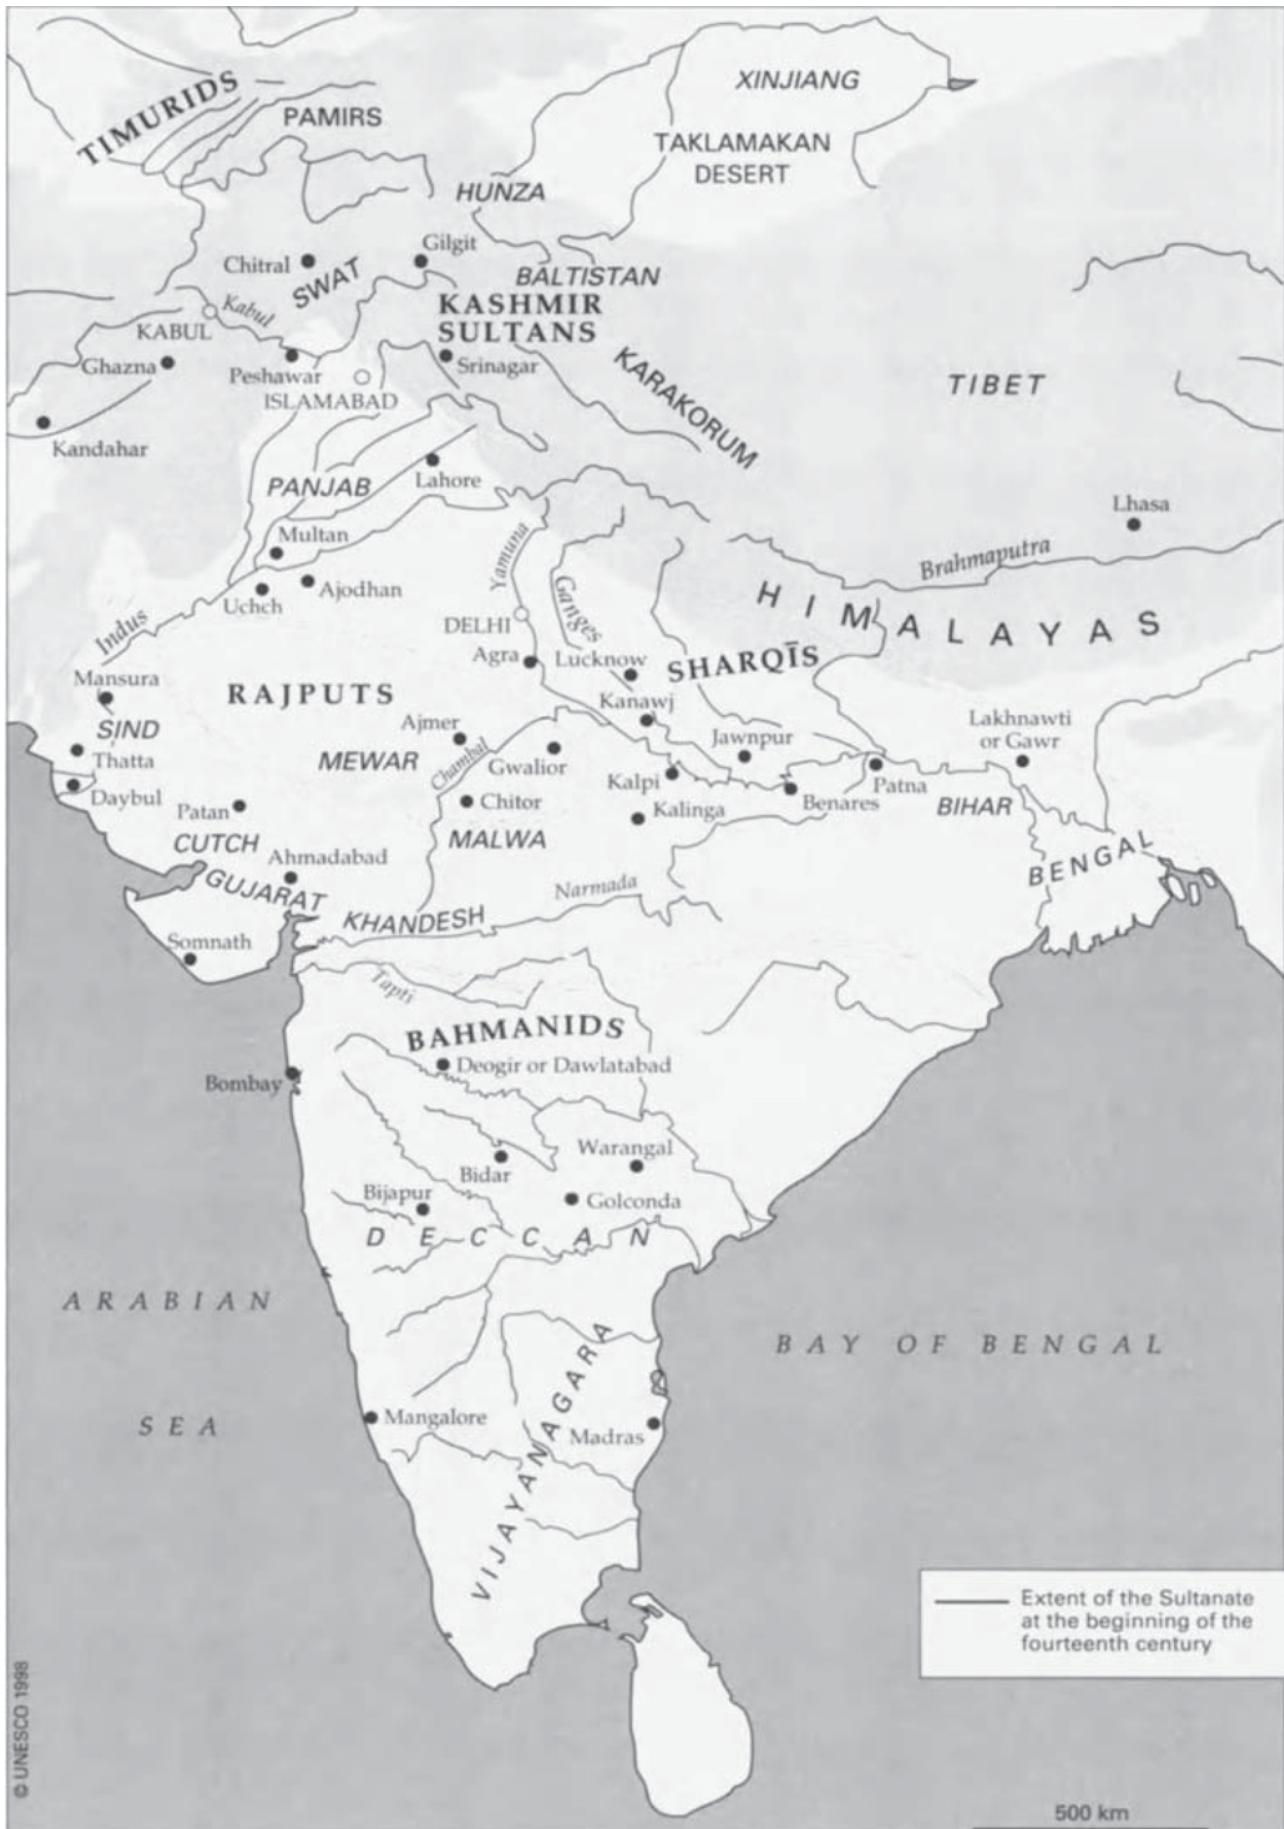 XINJIANG
TIMURIDS
PAMIRS
TAKLAMAKAN
DESERT
HUNZA
Gilgit
Chitral
SWAT
BALTISTAN
KASHMIR
SULTANS
Kabul
KABUL
Ghazna
Peshawar
Srinagar
KARAKORUM
TIBET
ISLAMABAD
Kandahar
PANJAB
Lahore
Lhasa
Multan
Yamuna
Brahmaputra
Ajodhan
Uchch
Ganges
HIMALAYAS
Indus
DELHI
Agra
Lucknow
SHARQĪS
Mansura
RAJPUTS
Kanawj
SIND
Ajmer
Lakhnawti
or Gawr
Thatta
MEWAR
Chambal
Gwalior
Jawnpur
Daybul
Kalpi
Patna
Patan
Chitor
Kalinga
Benares
BIHAR
CUTCH
MALWA
Ahmadabad
BENGAL
GUJARAT
Narmada
KHANDESH
Somnath
Tapti
BAHMANIDS
Deogir or Dawlatabad
Bombay
Warangal
Bidar
Bijapur
Golconda
DECCAN
ARABIAN
SEA
BAY OF BENGAL
VIJAYANAGARA
Mangalore
Madras
Extent of the Sultanate
at the beginning of the
fourteenth century
© UNESCO 1998
500 km